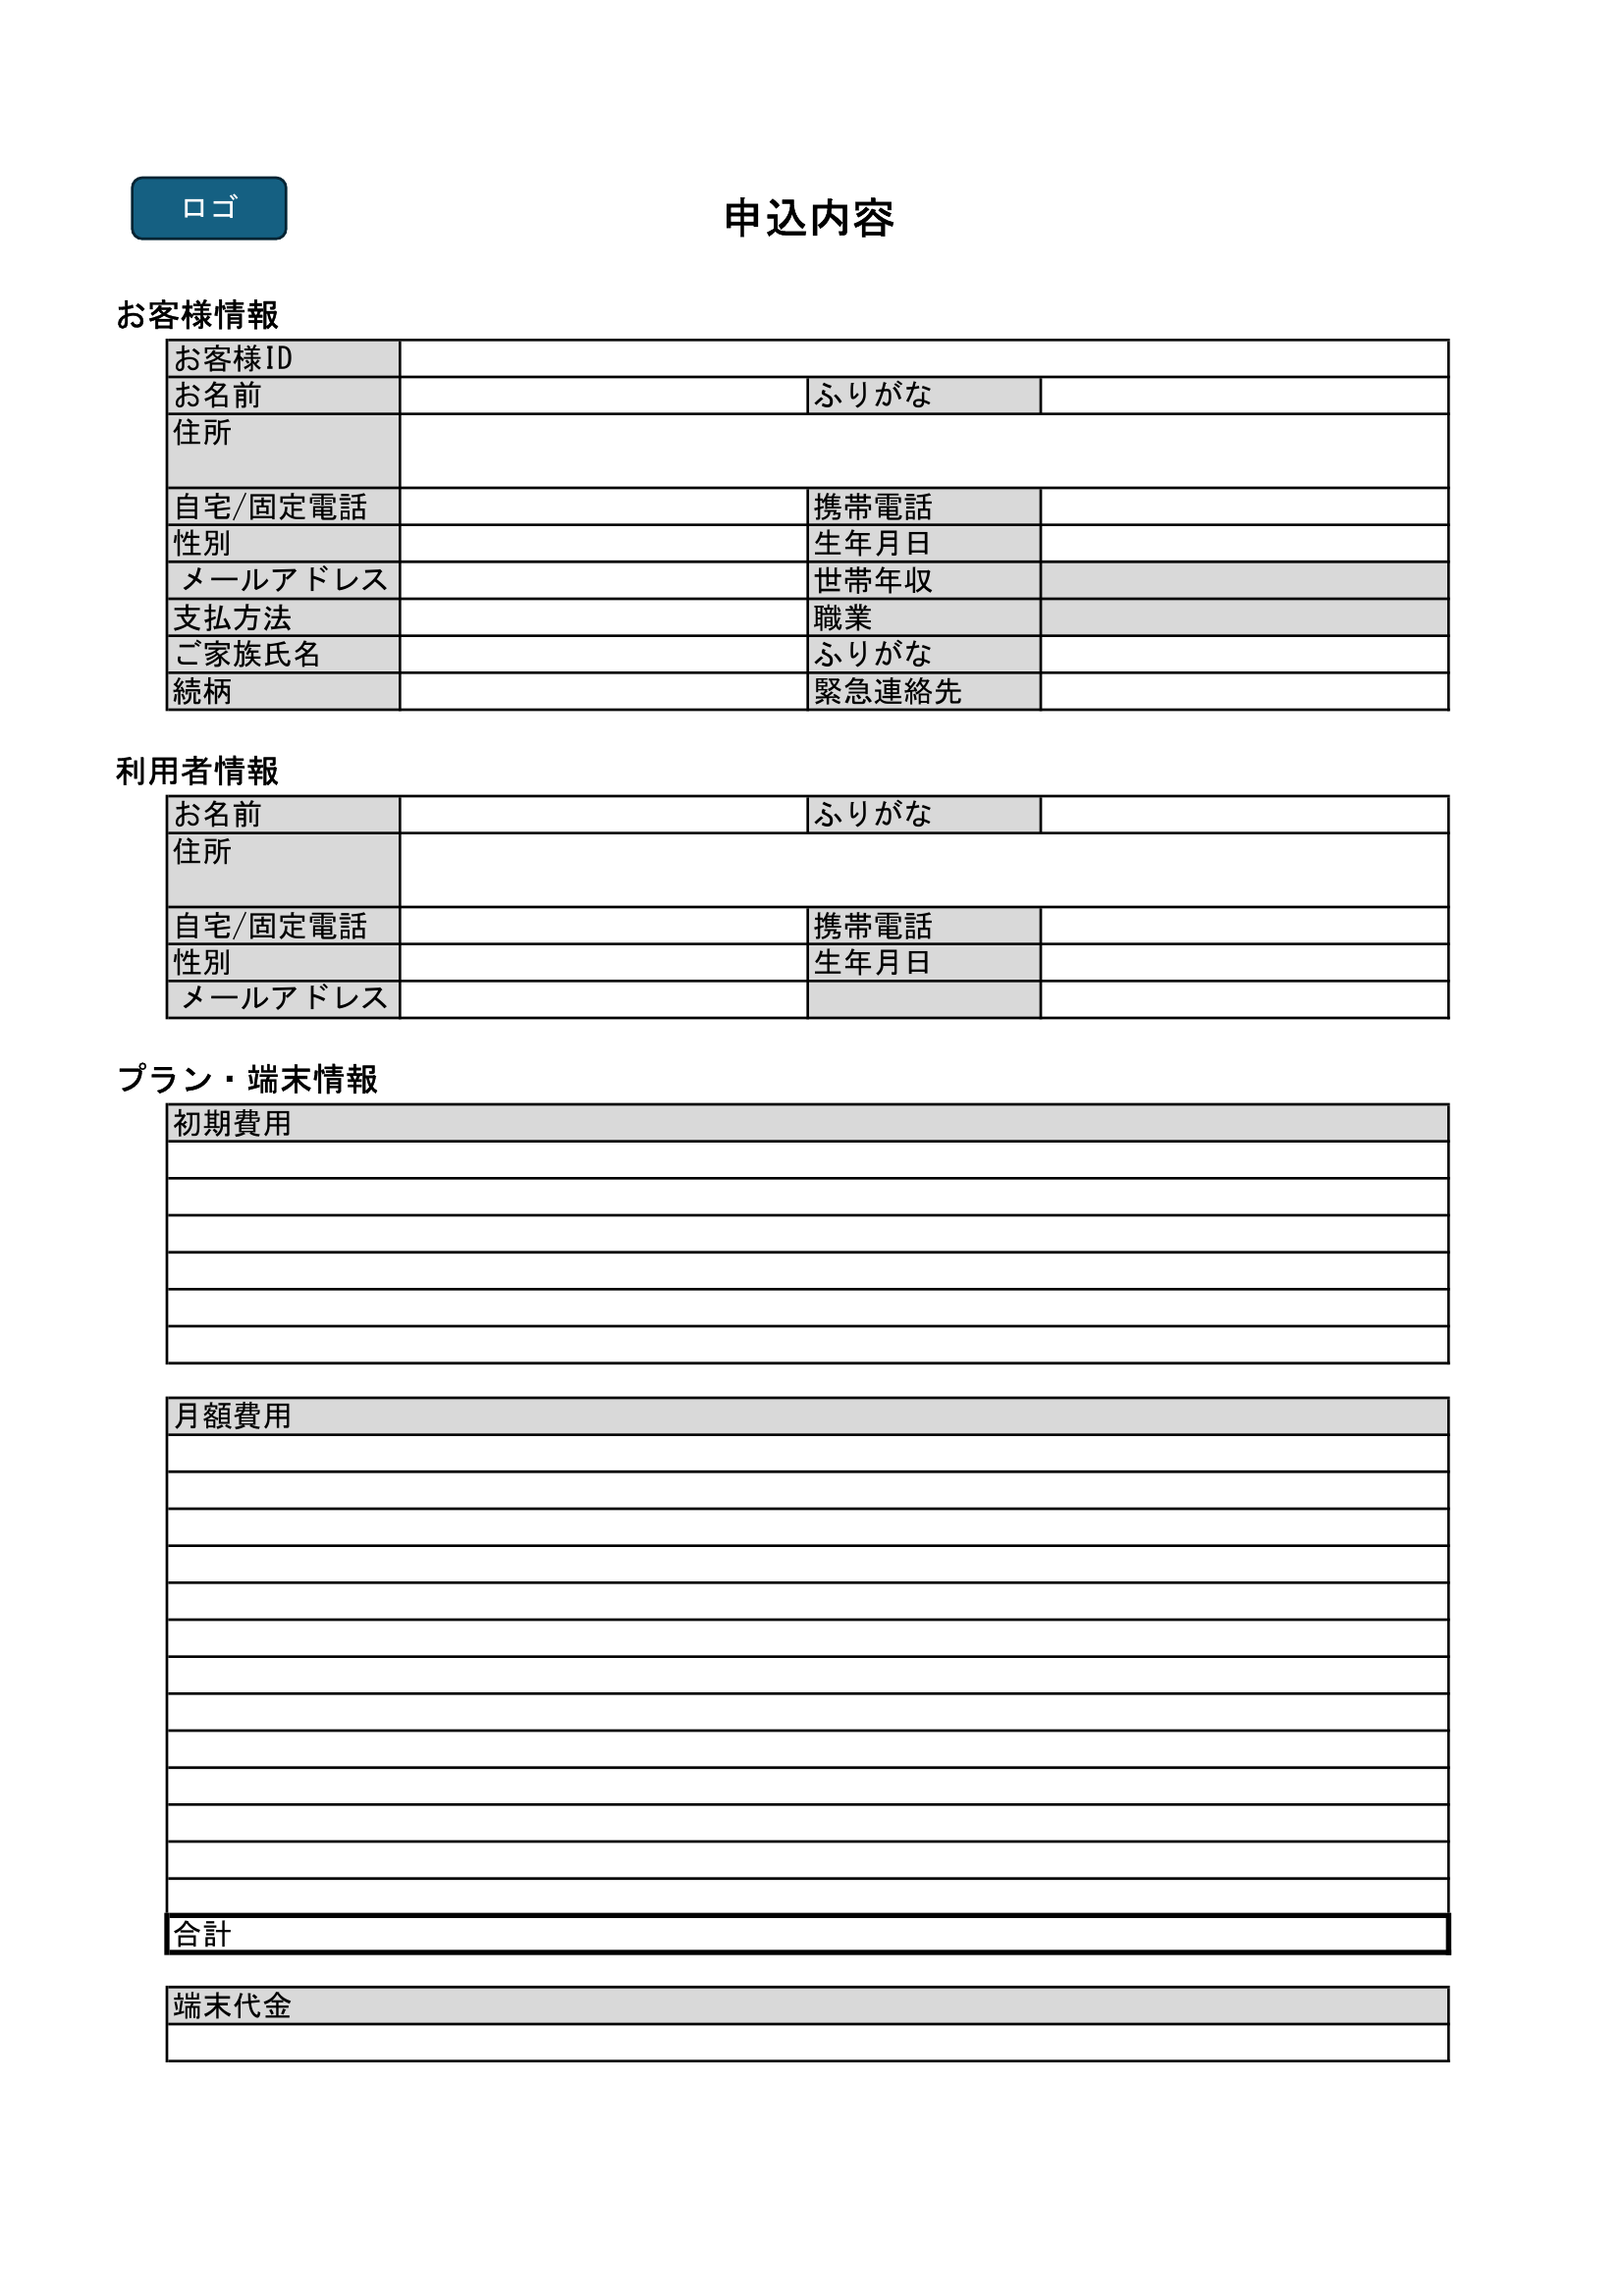 ロゴ
申込内容
お客様情報
お客様ID
お名前 ふりがな
住所
自宅/固定電話 携帯電話
性別 生年月日
メールアドレス 世帯年収
支払方法 職業
ご家族氏名 ふりがな
続柄 緊急連絡先
利用者情報
お名前 ふりがな
住所
自宅/固定電話 携帯電話
性別 生年月日
メールアドレス
プラン・端末情報
初期費用
月額費用
合計
端末代金